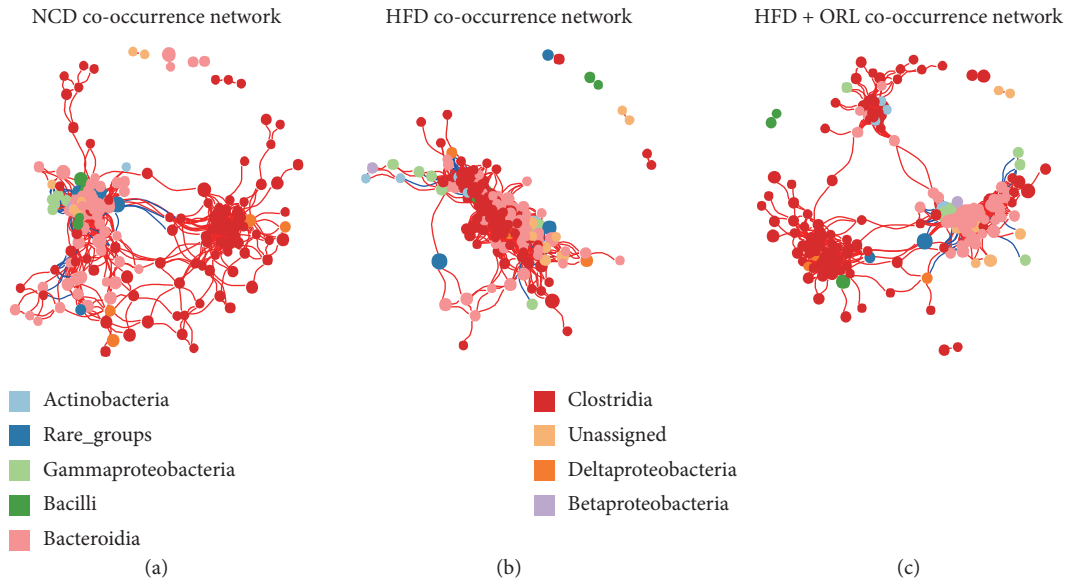 NCD co-occurrence network
HFD co-occurrence network
HFD + ORL co-occurrence network
Actinobacteria
Rare_groups
Gammaproteobacteria
Bacilli
Bacteroidia
Clostridia
Unassigned
Deltaproteobacteria
Betaproteobacteria
(a)
(b)
(c)